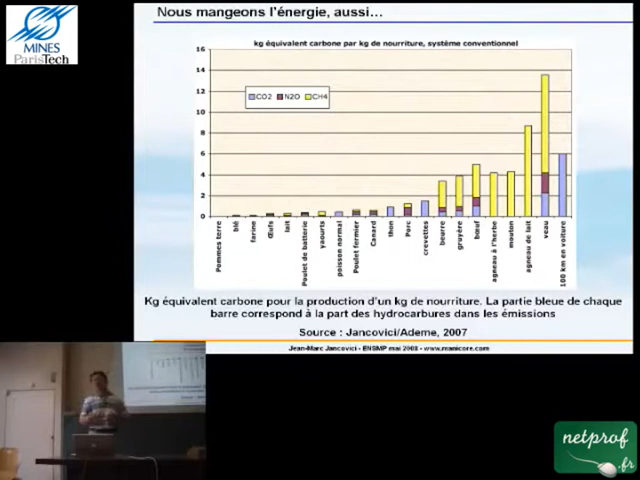 Nous mangeons l'énergie, aussi...
MINES
ParisTech
kg équivalent carbone par kg de nourriture, système conventionnel
16
14
12
10
8
6
4
2
0
CO2 N2O CH4
Pommes terre
blé
farine
Œufs
lait
Poulet de batterie
yaourts
poisson normal
Poulet fermier
Canard
thon
Porc
crevettes
beurre
gruyère
bœuf
agneau à l'herbe
mouton
agneau de lait
veau
100 km en voiture
Kg équivalent carbone pour la production d'un kg de nourriture. La partie bleue de chaque
barre correspond à la part des hydrocarbures dans les émissions
Source : Jancovici/Ademe, 2007
Jean-Marc Jancovici - ENSMP mai 2008 - www.manicore.com
netprof
.fr